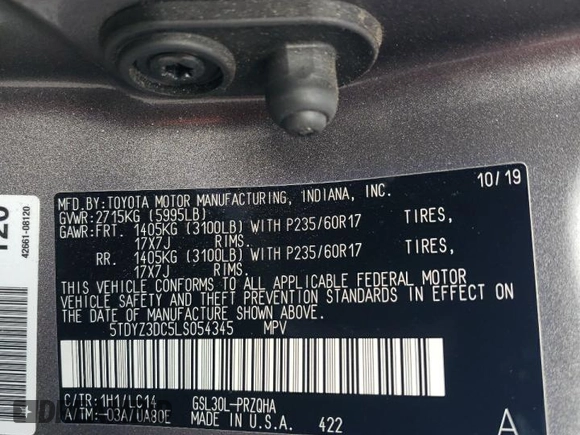 MFD.BY:TOYOTA MOTOR MANUFACTURING, INDIANA, INC. 10/19
GVWR:2715KG (5995LB)
GAWR:FRT. 1405KG (3100LB) WITH P235/60R17 TIRES,
17X7J RIMS.
RR. 1405KG (3100LB) WITH P235/60R17 TIRES,
17X7J RIMS.
THIS VEHICLE CONFORMS TO ALL APPLICABLE FEDERAL MOTOR
VEHICLE SAFETY AND THEFT PREVENTION STANDARDS IN EFFECT ON
THE DATE OF MANUFACTURE SHOWN ABOVE.
5TDYZ3DC5LS054345 MPV
C/TR:1H1/LC14 GSL30L-PRZQHA
A/TM:-03A/UA80E MADE IN U.S.A. 422 A
42661-08120